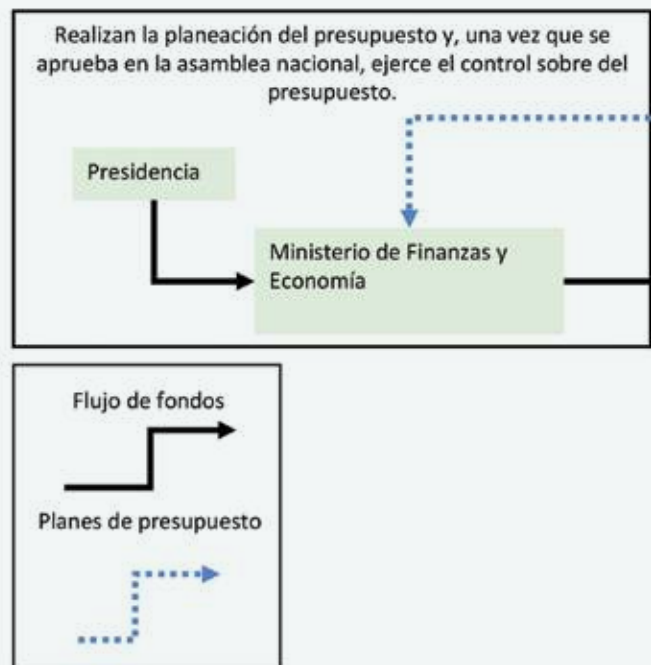 Realizan la planeación del presupuesto y, una vez que se
aprueba en la asamblea nacional, ejerce el control sobre del
presupuesto.
Presidencia
Ministerio de Finanzas y
Economía
Flujo de fondos
Planes de presupuesto